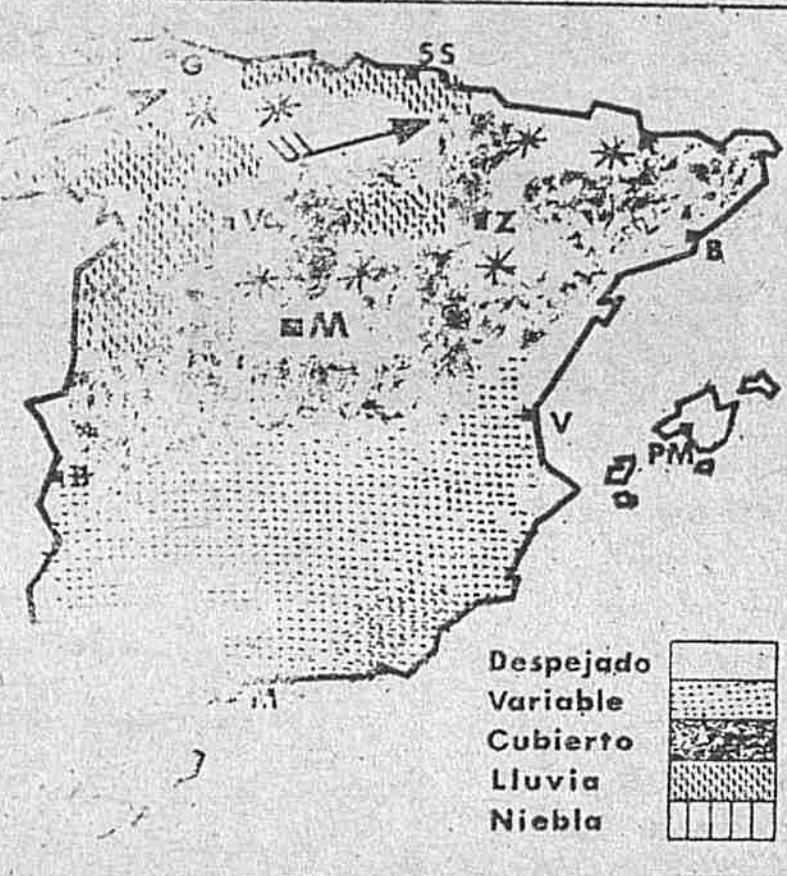 G
SS
V
Z
B
M
V
PM
B
M
Despejado
Variable
Cubierto
Lluvia
Niebla